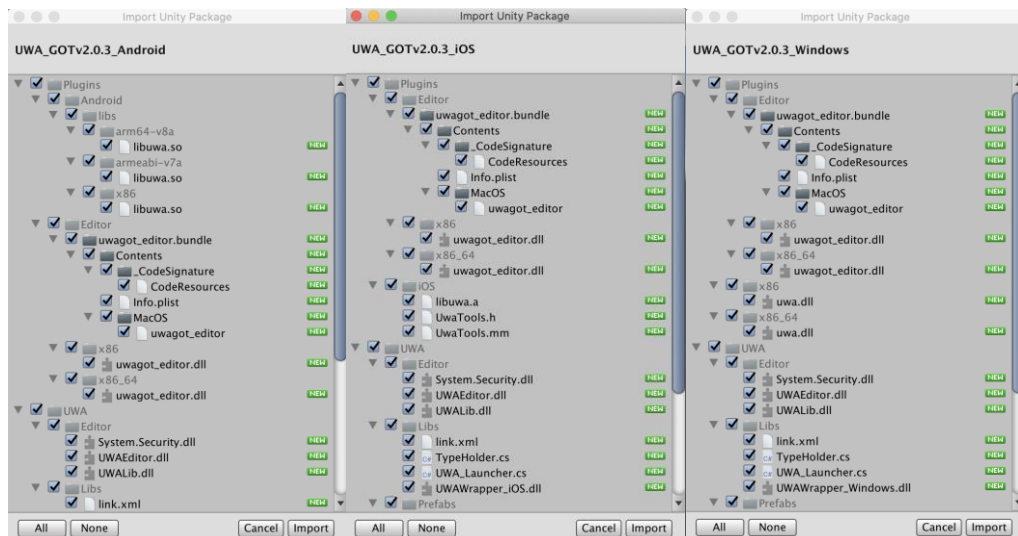 Import Unity Package
UWA_GOTv2.0.3_Android
Plugins
Android
libs
arm64-v8a
libuwa.so NEW
armeabi-v7a
libuwa.so NEW
x86
libuwa.so NEW
Editor
uwagot_editor.bundle NEW
Contents NEW
_CodeSignature NEW
CodeResources NEW
Info.plist NEW
MacOS NEW
uwagot_editor NEW
x86
uwagot_editor.dll NEW
x86_64
uwagot_editor.dll NEW
UWA
Editor
System.Security.dll NEW
UWAEditor.dll NEW
UWALib.dll NEW
Libs
link.xml NEW
All None Cancel Import
Import Unity Package
UWA_GOTv2.0.3_iOS
Plugins
Editor
uwagot_editor.bundle NEW
Contents NEW
_CodeSignature NEW
CodeResources NEW
Info.plist NEW
MacOS NEW
uwagot_editor NEW
x86
uwagot_editor.dll NEW
x86_64
uwagot_editor.dll NEW
iOS
libuwa.a NEW
UwaTools.h NEW
UwaTools.mm NEW
UWA
Editor
System.Security.dll NEW
UWAEditor.dll NEW
UWALib.dll NEW
Libs
link.xml NEW
C# TypeHolder.cs NEW
C# UWA_Launcher.cs NEW
UWAWrapper_iOS.dll NEW
Prefabs
All None Cancel Import
Import Unity Package
UWA_GOTv2.0.3_Windows
Plugins
Editor
uwagot_editor.bundle NEW
Contents NEW
_CodeSignature NEW
CodeResources NEW
Info.plist NEW
MacOS NEW
uwagot_editor NEW
x86
uwagot_editor.dll NEW
x86_64
uwagot_editor.dll NEW
x86
uwa.dll NEW
x86_64
uwa.dll NEW
UWA
Editor
System.Security.dll NEW
UWAEditor.dll NEW
UWALib.dll NEW
Libs
link.xml NEW
C# TypeHolder.cs NEW
C# UWA_Launcher.cs NEW
UWAWrapper_Windows.dll NEW
Prefabs
All None Cancel Import